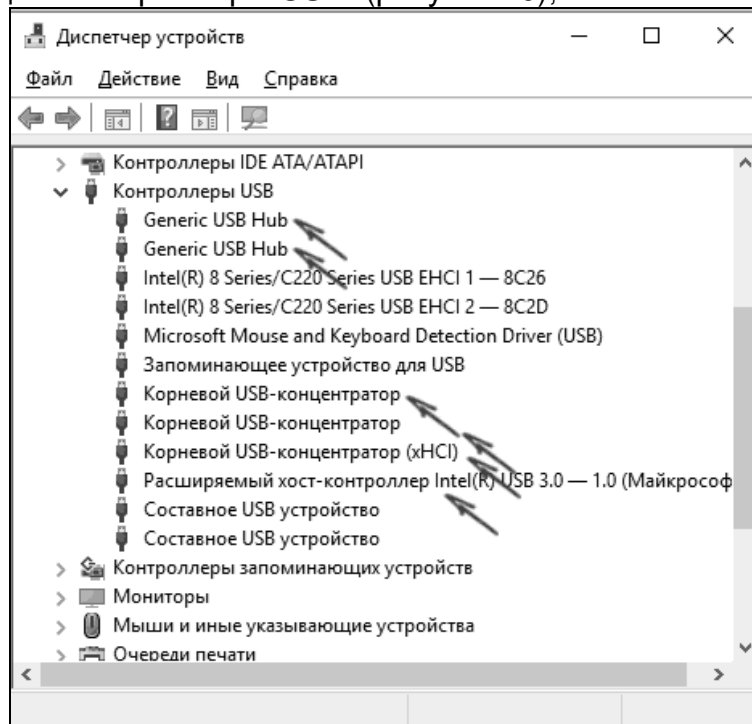 Диспетчер устройств
Файл Действие Вид Справка
Контроллеры IDE ATA/ATAPI
Контроллеры USB
Generic USB Hub
Generic USB Hub
Intel(R) 8 Series/C220 Series USB EHCI 1 — 8C26
Intel(R) 8 Series/C220 Series USB EHCI 2 — 8C2D
Microsoft Mouse and Keyboard Detection Driver (USB)
Запоминающее устройство для USB
Корневой USB-концентратор
Корневой USB-концентратор
Корневой USB-концентратор (xHCI)
Расширяемый хост-контроллер Intel(R) USB 3.0 — 1.0 (Майкрософ
Составное USB устройство
Составное USB устройство
Контроллеры запоминающих устройств
Мониторы
Мыши и иные указывающие устройства
Очереди печати